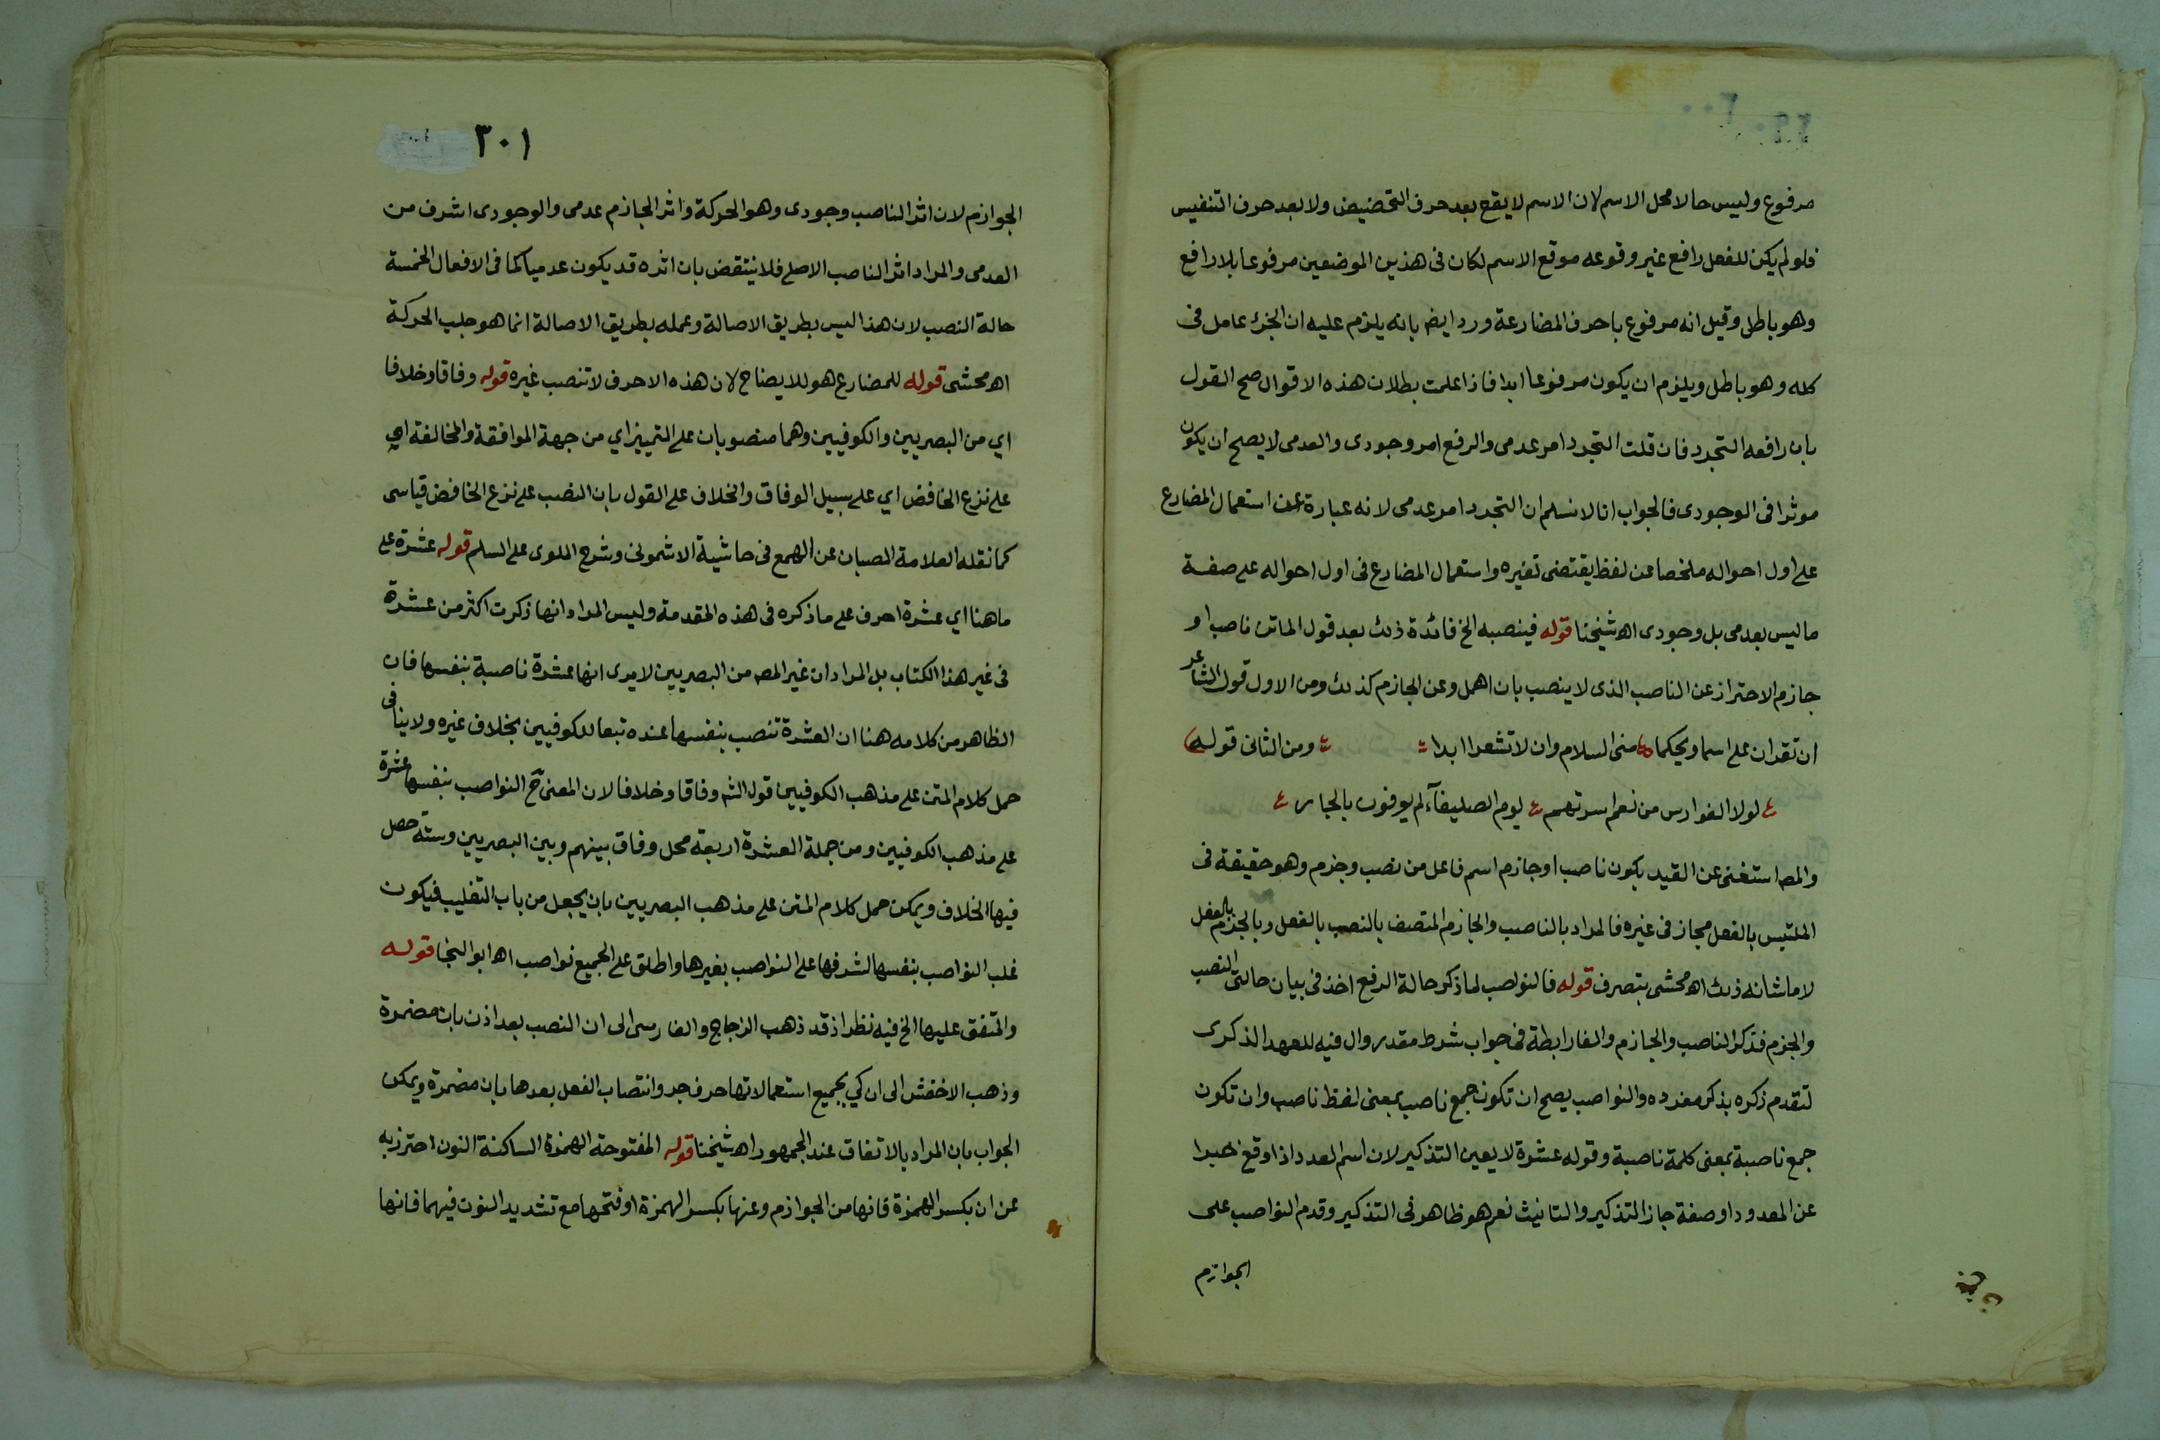 مرفوع وليس حالا محل الاسم لان الاسم لا يقع بعد حرف التحضيض ولا بعد حرف التنفيس
فلو لم يكن للفعل رافع غير وقوعه موقع الاسم لكان فى هذين الموضعين مرفوعا بلا رافع
وهو باطل وقيل انه مرفوع باحرف المضارعة ورد ايضا بانه يلزم عليه ان الجزء عامل فى
كله وهو باطل ويلزم ان يكون مرفوعا ابدا فاذا علمت بطلان هذه الاقوال صح القول
بان رافعه التجرد فان قلت التجرد امر عدمى والرفع امر وجودى والعدمى لا يصح ان يكون
موثرا فى الوجودى فالجواب انا لا نسلم ان التجرد امر عدمى لانه عبارة عن استعمال المضارع
على اول احواله ملخصا عن لفظ يقتضى تغيره واستعمال المضارع فى اول احواله على صفة
ما ليس بعدمى بل وجودى اه شيخنا قوله فينصبه الخ فائدة ذلك بعد قول الماتن ناصب او
جازم الاحتراز عن الناصب الذى لا ينصب بان اهمل وعن الجازم كذلك ومن الاول قول الشاعر
ان تقران على اسما ويحكما منى السلام وان لا تشعرا ابدا ومن الثانى قوله
لولا الفوارس من نعم اسرتهم يوم الصليفآء لم يوفون بالجار
والمص استغنى عن القيد بكون ناصب او جازم اسم فاعل من نصب وجزم وهو حقيقة فى
الملتبس بالفعل مجاز فى غيره فالمراد بالناصب والجازم المتصف بالنصب بالفعل وبالجزم بالفعل
لا ما شانه ذلك اه محشى بتصرف قوله فالنواصب لما ذكر حالة الرفع اخذ فى بيان حالتى النصب
والجزم فذكر الناصب والجازم والفا رابطة فى جواب شرط مقدر وال فيه للعهد الذكرى
لتقدم ذكره بذكر مفرده والنواصب يصح ان تكون جمع ناصب بمعنى لفظ ناصب وان تكون
جمع ناصبة بمعنى كلمة ناصبة وقوله عشرة لا يعين التذكير لان اسم العدد اذا وقع خبرا
عن المعدود او صفة جاز التذكير والتانيث نعم هو ظاهر فى التذكير وقدم النواصب على
الجوازم
٣٠١
الجوازم لان اثر الناصب وجودى وهو الحركة واثر الجازم عدمى والوجودى اشرف من
العدمى والمراد اثر الناصب الاصلى فلا ينتقض بان اثره قد يكون عدميا كما فى الافعال الخمسة
حالة النصب لان هذا ليس بطريق الاصالة وعمله بطريق الاصالة انما هو جلب الحركة
اه محشى قوله للمضارع هو للايضاح لان هذه الاحرف لا تنصب غيره قوله وفاقا وخلافا
اي من البصريين والكوفيين وهما منصوبان على التمييز اي من جهة الموافقة والمخالفة او
على نزع الخافض اي على سبيل الوفاق والخلاف على القول بان النصب على نزع الخافض قياسى
كما نقله العلامة الصبان عن الهمع فى حاشية الاشمونى وشرح الملوى على السلم قوله عشرة على
ما هنا اي عشرة احرف على ما ذكره فى هذه المقدمة وليس المراد انها ذكرت اكثر من عشرة
فى غير هذا الكتاب بل المراد ان غير المص من البصريين لا يرى انها عشرة ناصبة بنفسها فان
الظاهر من كلامه هنا ان العشرة تنصب بنفسها عنده تبعا للكوفيين بخلاف غيره ولا ينافى
حمل كلام المتن على مذهب الكوفيين قول الش وفاقا وخلافا لان المعنى ح النواصب بنفسها عشرة
على مذهب الكوفيين ومن جملة العشرة اربعة محل وفاق بينهم وبين البصريين وستة حصل
فيها الخلاف ويمكن حمل كلام المتن على مذهب البصريين بان يجعل من باب التغليب فيكون
غلب النواصب بنفسها لشرفها على النواصب بغيرها واطلق على الجميع نواصب اه ابو النجا قوله
والمتفق عليها الخ فيه نظر اذ قد ذهب الزجاج والفارسى الى ان النصب بعد اذن بان مضمرة
وذهب الاخفش الى ان كي بجميع استعمالاتها حرف جر وانتصاب الفعل بعدها بان مضمرة ويمكن
الجواب بان المراد بالاتفاق عند الجمهور اه شيخنا قوله المفتوحة الهمزة الساكنة النون احترز به
عن ان بكسر الهمزة فانها من الجوازم وعنها بكسر الهمزة او فتحها مع تشديد النون فيهما فانها